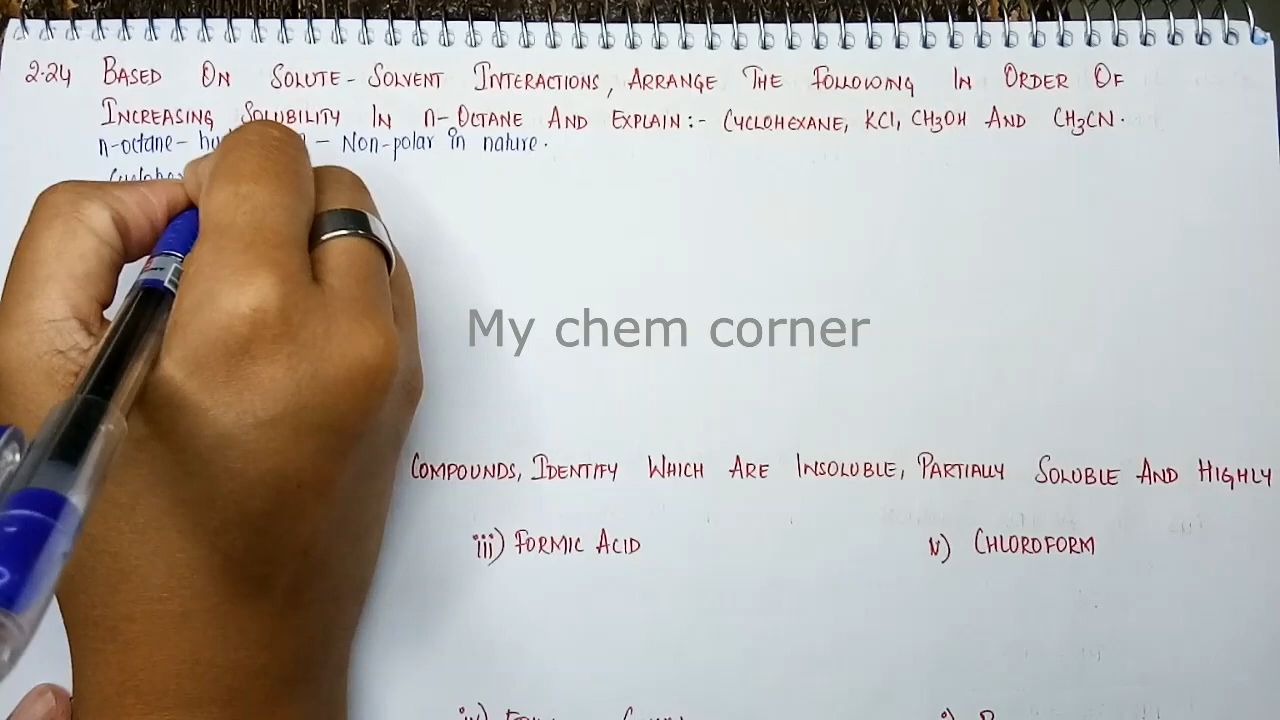 2.24 BASED ON SOLUTE-SOLVENT INTERACTIONS, ARRANGE THE FOLLOWING IN ORDER OF
INCREASING SOLUBILITY IN n-OCTANE AND EXPLAIN:- CYCLOHEXANE, KCl, CH3OH AND CH3CN.
n-octane- - Non-polar in nature.
My chem corner
COMPOUNDS, IDENTIFY WHICH ARE INSOLUBLE, PARTIALLY SOLUBLE AND HIGHLY
iii) FORMIC ACID
v) CHLOROFORM